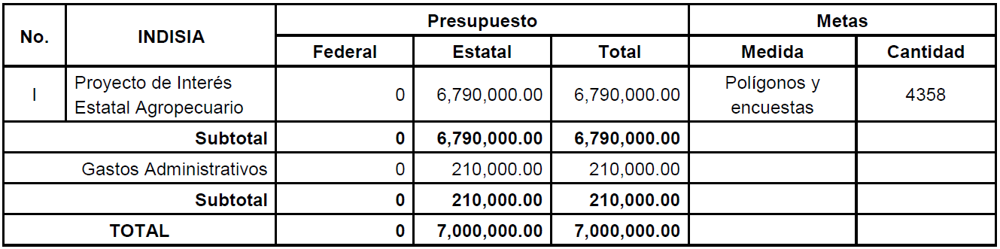 No. INDISIA Presupuesto Metas
Federal Estatal Total Medida Cantidad
I Proyecto de Interés Estatal Agropecuario 0 6,790,000.00 6,790,000.00 Polígonos y encuestas 4358
Subtotal 0 6,790,000.00 6,790,000.00
Gastos Administrativos 0 210,000.00 210,000.00
Subtotal 0 210,000.00 210,000.00
TOTAL 0 7,000,000.00 7,000,000.00